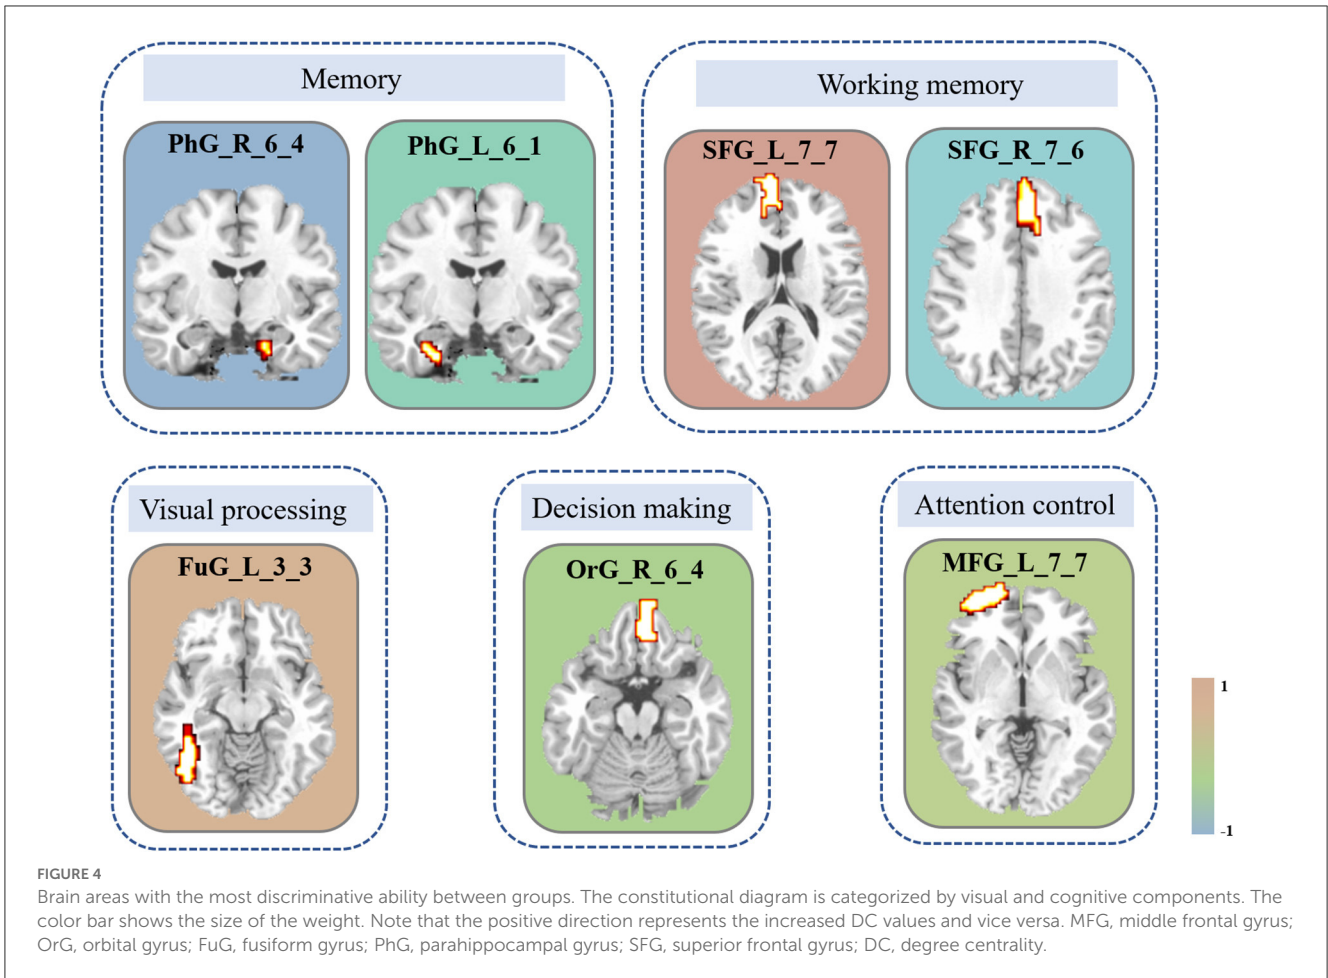 Memory
Working memory
PhG_R_6_4
PhG_L_6_1
SFG_L_7_7
SFG_R_7_6
Visual processing
Decision making
Attention control
FuG_L_3_3
OrG_R_6_4
MFG_L_7_7
1
-1
FIGURE 4
Brain areas with the most discriminative ability between groups. The constitutional diagram is categorized by visual and cognitive components. The
color bar shows the size of the weight. Note that the positive direction represents the increased DC values and vice versa. MFG, middle frontal gyrus;
OrG, orbital gyrus; FuG, fusiform gyrus; PhG, parahippocampal gyrus; SFG, superior frontal gyrus; DC, degree centrality.